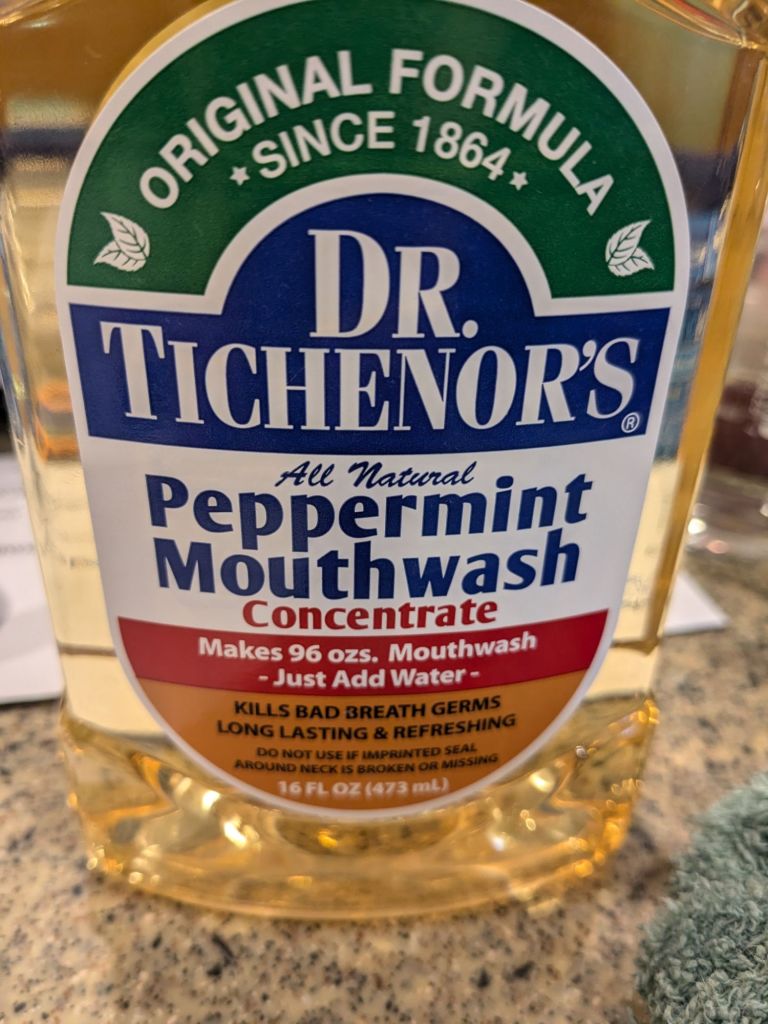 ORIGINAL FORMULA
SINCE 1864
DR.
TICHENOR'S®
All Natural
Peppermint
Mouthwash
Concentrate
Makes 96 ozs. Mouthwash
- Just Add Water -
KILLS BAD BREATH GERMS
LONG LASTING & REFRESHING
DO NOT USE IF IMPRINTED SEAL
AROUND NECK IS BROKEN OR MISSING
16 FL OZ (473 mL)